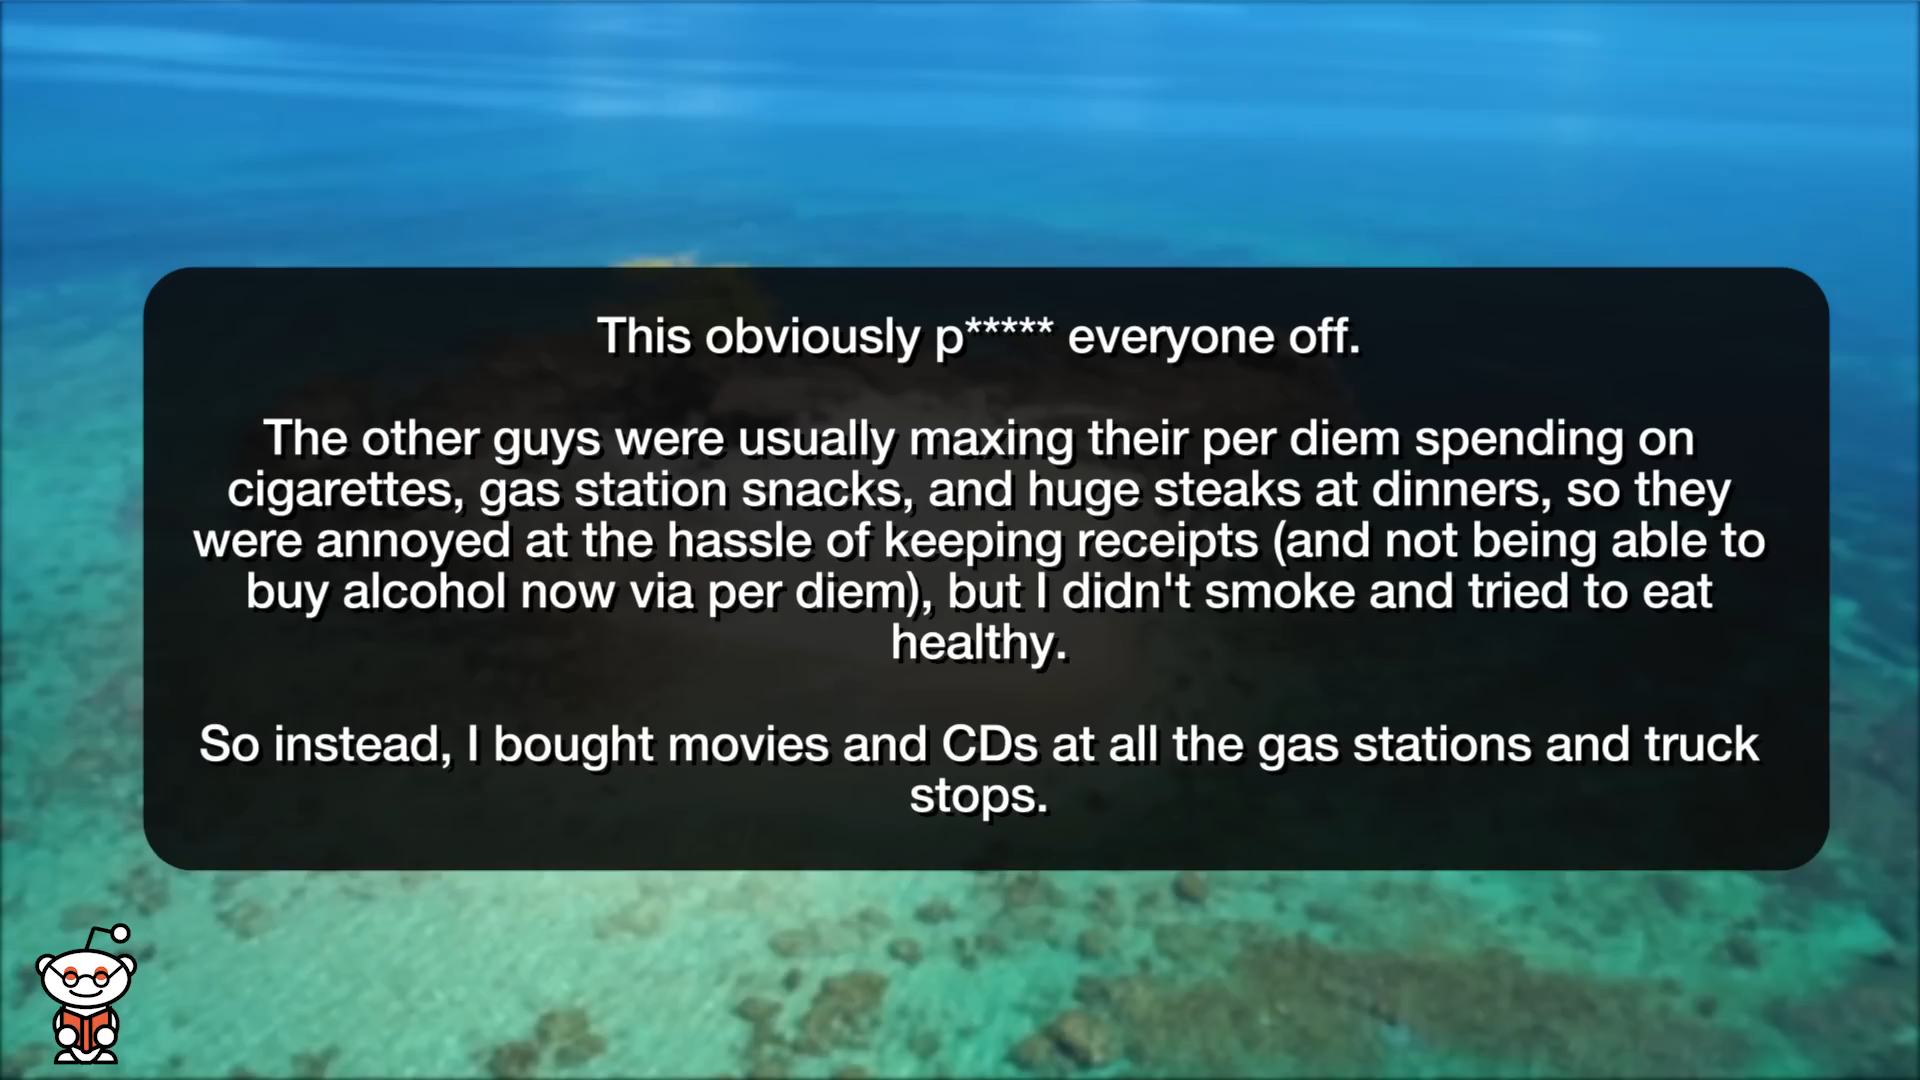 This obviously p***** everyone off.
The other guys were usually maxing their per diem spending on
cigarettes, gas station snacks, and huge steaks at dinners, so they
were annoyed at the hassle of keeping receipts (and not being able to
buy alcohol now via per diem), but I didn't smoke and tried to eat
healthy.
So instead, I bought movies and CDs at all the gas stations and truck
stops.